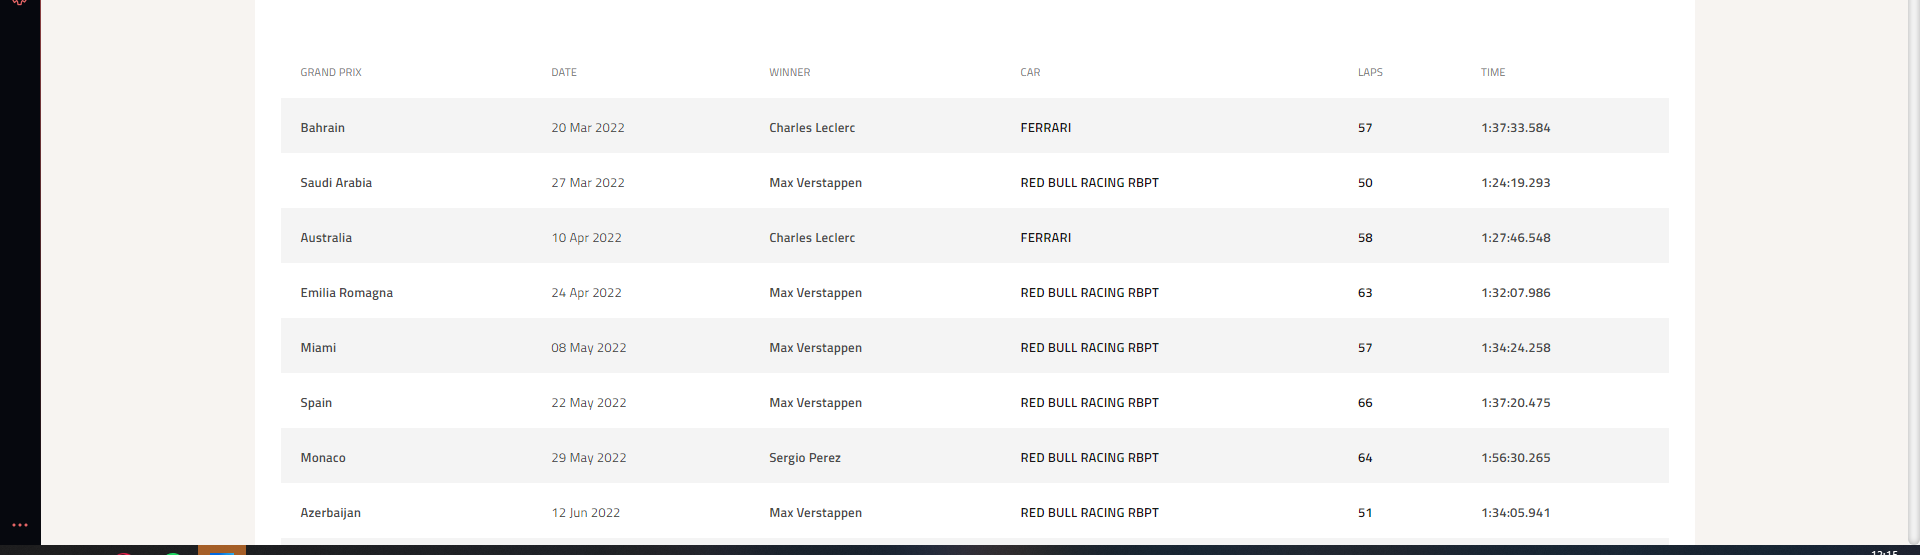 GRAND PRIX DATE WINNER CAR LAPS TIME
Bahrain 20 Mar 2022 Charles Leclerc FERRARI 57 1:37:33.584
Saudi Arabia 27 Mar 2022 Max Verstappen RED BULL RACING RBPT 50 1:24:19.293
Australia 10 Apr 2022 Charles Leclerc FERRARI 58 1:27:46.548
Emilia Romagna 24 Apr 2022 Max Verstappen RED BULL RACING RBPT 63 1:32:07.986
Miami 08 May 2022 Max Verstappen RED BULL RACING RBPT 57 1:34:24.258
Spain 22 May 2022 Max Verstappen RED BULL RACING RBPT 66 1:37:20.475
Monaco 29 May 2022 Sergio Perez RED BULL RACING RBPT 64 1:56:30.265
Azerbaijan 12 Jun 2022 Max Verstappen RED BULL RACING RBPT 51 1:34:05.941